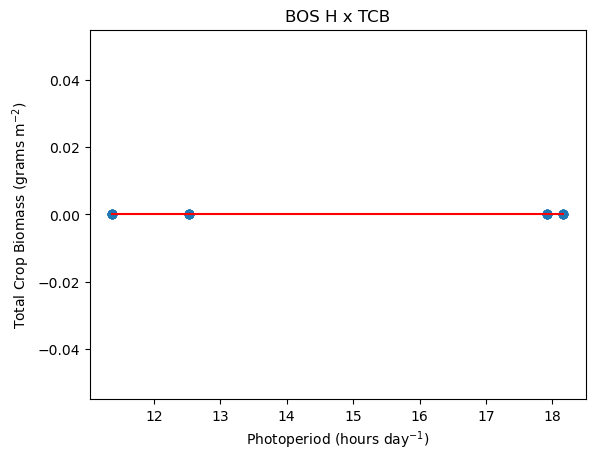 BOS H x TCB
Total Crop Biomass (grams m⁻²)
0.04
0.02
0.00
−0.02
−0.04
12 13 14 15 16 17 18
Photoperiod (hours day⁻¹)